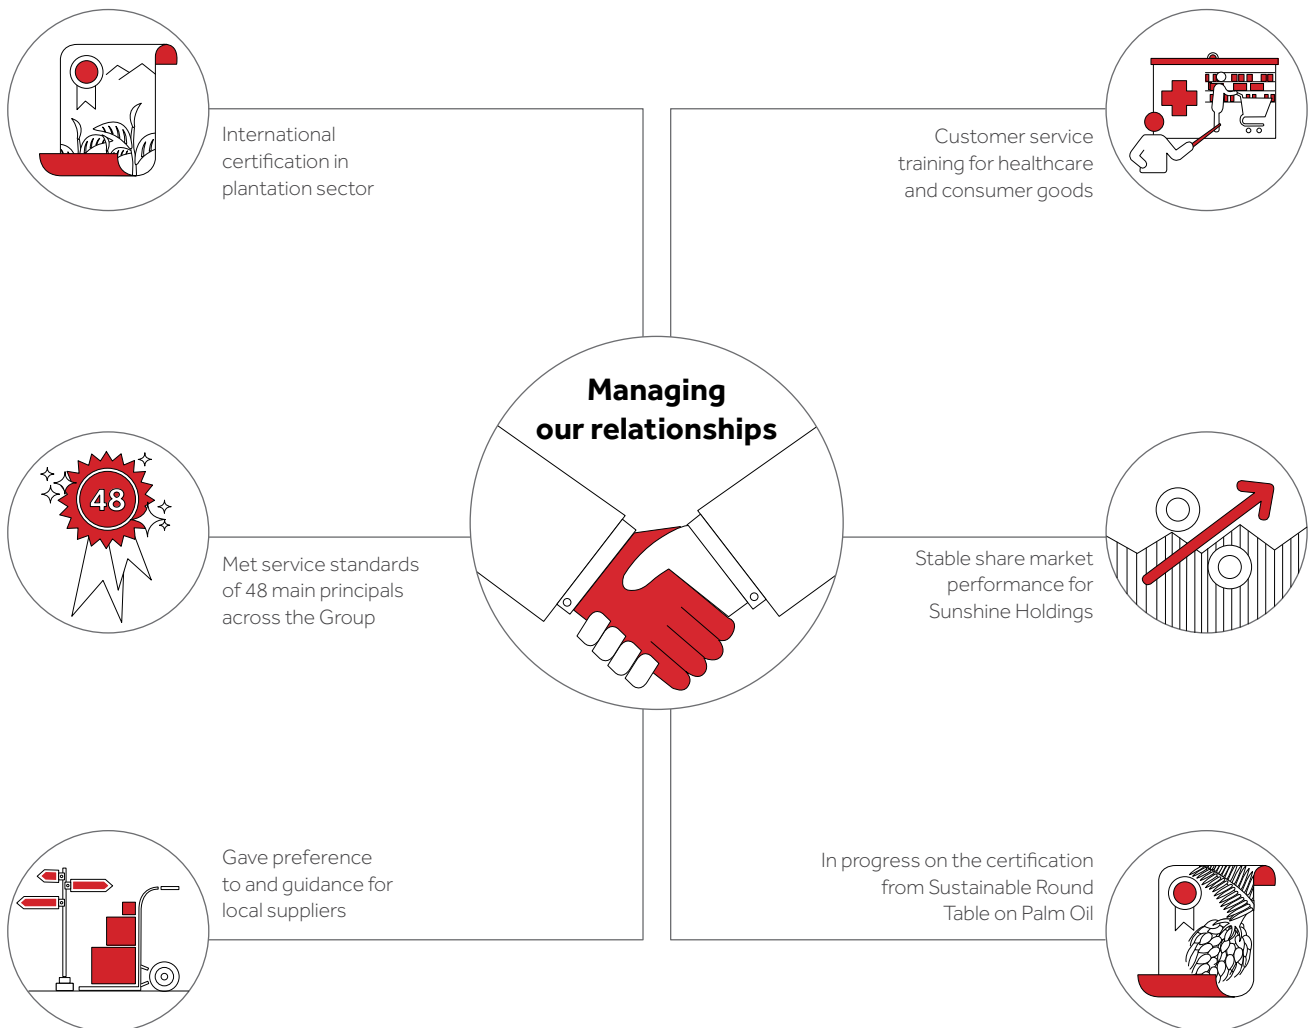 International
certification in
plantation sector
Customer service
training for healthcare
and consumer goods
Managing
our relationships
48
Met service standards
of 48 main principals
across the Group
Stable share market
performance for
Sunshine Holdings
Gave preference
to and guidance for
local suppliers
In progress on the certification
from Sustainable Round
Table on Palm Oil